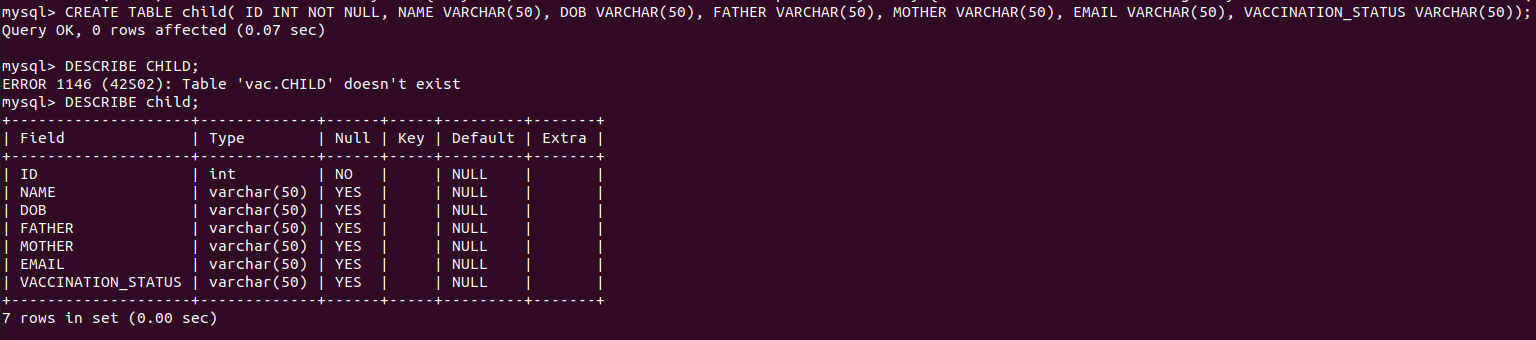 mysql> CREATE TABLE child( ID INT NOT NULL, NAME VARCHAR(50), DOB VARCHAR(50), FATHER VARCHAR(50), MOTHER VARCHAR(50), EMAIL VARCHAR(50), VACCINATION_STATUS VARCHAR(50));
Query OK, 0 rows affected (0.07 sec)

mysql> DESCRIBE CHILD;
ERROR 1146 (42S02): Table 'vac.CHILD' doesn't exist
mysql> DESCRIBE child;
+--------------------+-------------+------+-----+---------+-------+
| Field              | Type        | Null | Key | Default | Extra |
+--------------------+-------------+------+-----+---------+-------+
| ID                 | int         | NO   |     | NULL    |       |
| NAME               | varchar(50) | YES  |     | NULL    |       |
| DOB                | varchar(50) | YES  |     | NULL    |       |
| FATHER             | varchar(50) | YES  |     | NULL    |       |
| MOTHER             | varchar(50) | YES  |     | NULL    |       |
| EMAIL              | varchar(50) | YES  |     | NULL    |       |
| VACCINATION_STATUS | varchar(50) | YES  |     | NULL    |       |
+--------------------+-------------+------+-----+---------+-------+
7 rows in set (0.00 sec)